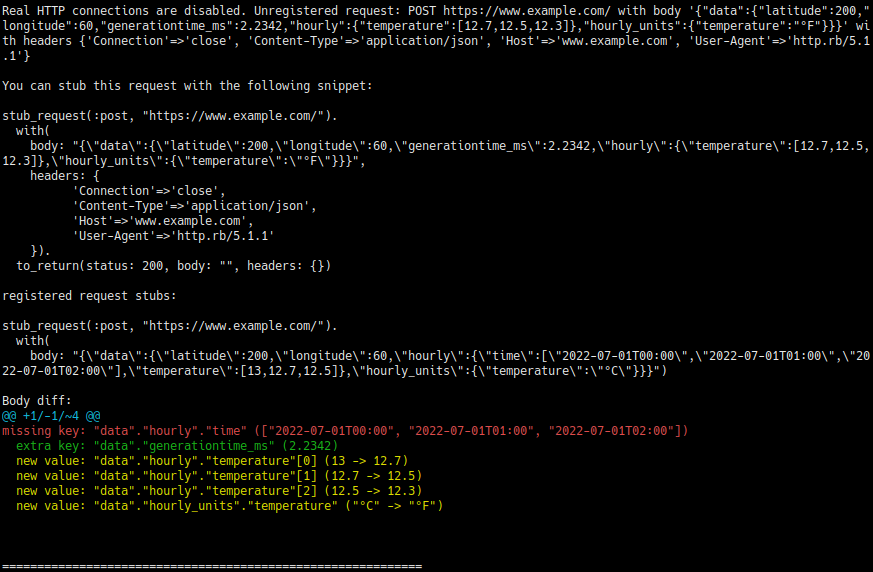 Real HTTP connections are disabled. Unregistered request: POST https://www.example.com/ with body '{"data":{"latitude":200,"
longitude":60,"generationtime_ms":2.2342,"hourly":{"temperature":[12.7,12.5,12.3]},"hourly_units":{"temperature":"°F"}}}' wi
th headers {'Connection'=>'close', 'Content-Type'=>'application/json', 'Host'=>'www.example.com', 'User-Agent'=>'http.rb/5.1
.1'}

You can stub this request with the following snippet:

stub_request(:post, "https://www.example.com/").
  with(
    body: "{\"data\":{\"latitude\":200,\"longitude\":60,\"generationtime_ms\":2.2342,\"hourly\":{\"temperature\":[12.7,12.5,
12.3]},\"hourly_units\":{\"temperature\":\"°F\"}}}",
    headers: {
          'Connection'=>'close',
          'Content-Type'=>'application/json',
          'Host'=>'www.example.com',
          'User-Agent'=>'http.rb/5.1.1'
    }).
  to_return(status: 200, body: "", headers: {})

registered request stubs:

stub_request(:post, "https://www.example.com/").
  with(
    body: "{\"data\":{\"latitude\":200,\"longitude\":60,\"hourly\":{\"time\":[\"2022-07-01T00:00\",\"2022-07-01T01:00\",\"20
22-07-01T02:00\"],\"temperature\":[13,12.7,12.5]},\"hourly_units\":{\"temperature\":\"°C\"}}}")

Body diff:
@@ +1/-1/~4 @@
missing key: "data"."hourly"."time" (["2022-07-01T00:00", "2022-07-01T01:00", "2022-07-01T02:00"])
  extra key: "data"."generationtime_ms" (2.2342)
  new value: "data"."hourly"."temperature"[0] (13 -> 12.7)
  new value: "data"."hourly"."temperature"[1] (12.7 -> 12.5)
  new value: "data"."hourly"."temperature"[2] (12.5 -> 12.3)
  new value: "data"."hourly_units"."temperature" ("°C" -> "°F")

============================================================